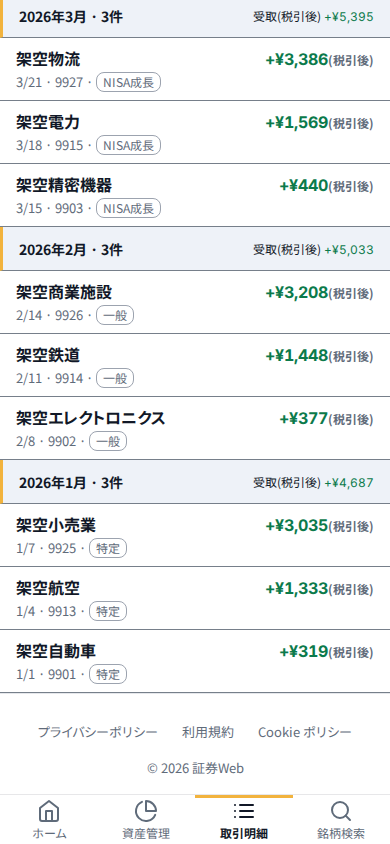 2026年3月・3件 受取(税引後) +¥5,395
架空物流 +¥3,386(税引後)
3/21・9927・NISA成長
架空電力 +¥1,569(税引後)
3/18・9915・NISA成長
架空精密機器 +¥440(税引後)
3/15・9903・NISA成長
2026年2月・3件 受取(税引後) +¥5,033
架空商業施設 +¥3,208(税引後)
2/14・9926・一般
架空鉄道 +¥1,448(税引後)
2/11・9914・一般
架空エレクトロニクス +¥377(税引後)
2/8・9902・一般
2026年1月・3件 受取(税引後) +¥4,687
架空小売業 +¥3,035(税引後)
1/7・9925・特定
架空航空 +¥1,333(税引後)
1/4・9913・特定
架空自動車 +¥319(税引後)
1/1・9901・特定
プライバシーポリシー 利用規約 Cookie ポリシー
© 2026 証券Web
ホーム 資産管理 取引明細 銘柄検索